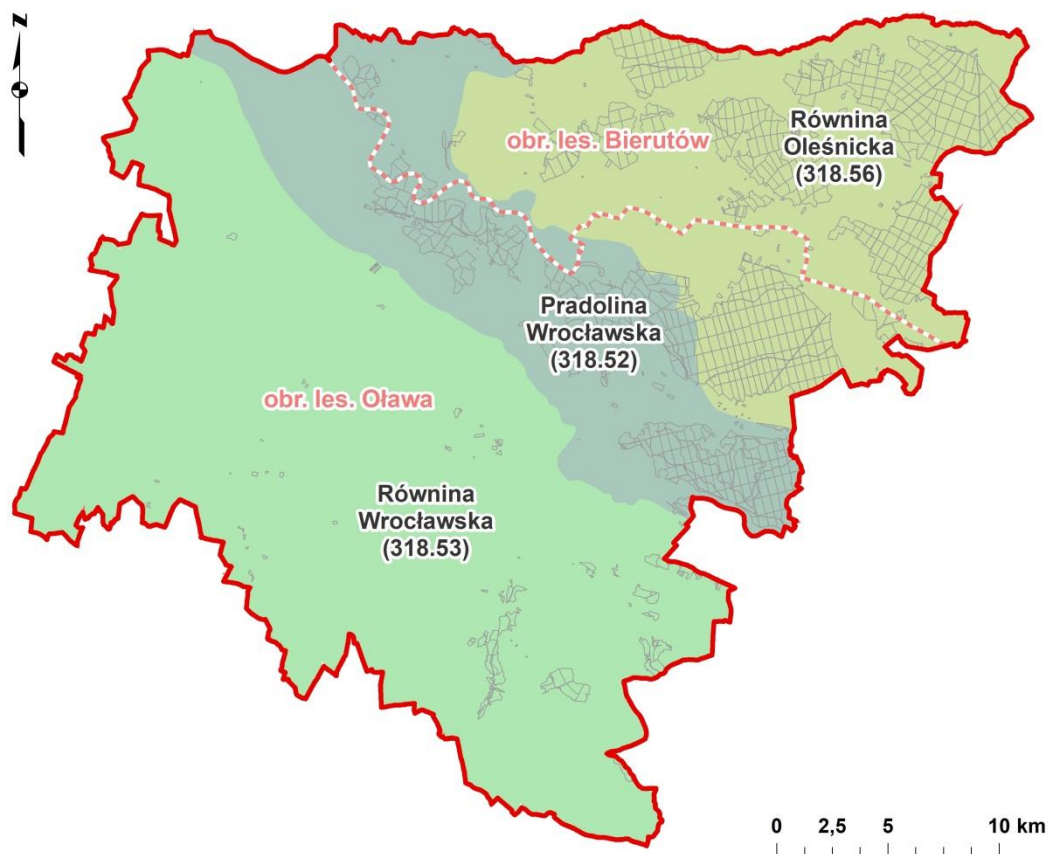 N
obr. les. Bierutów
Równina
Oleśnicka
(318.56)
Pradolina
Wrocławska
(318.52)
obr. les. Oława
Równina
Wrocławska
(318.53)
0 2,5 5 10 km